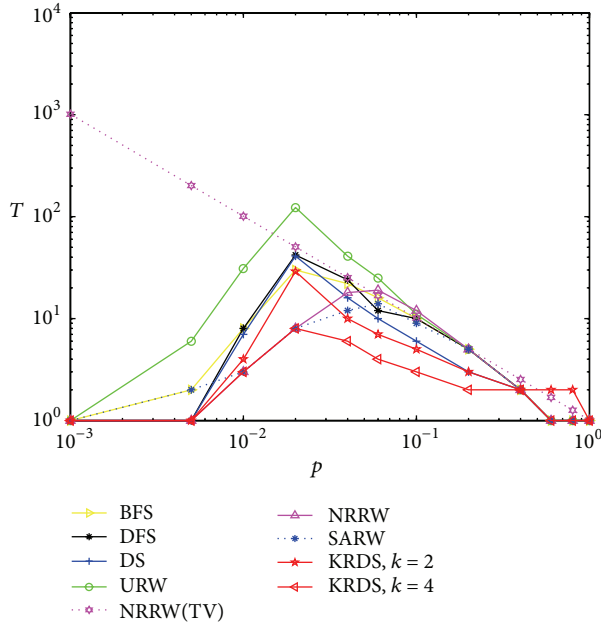 10^4
10^3
T
10^2
10^1
10^0
10^-3
10^-2
10^-1
10^0
p
BFS
DFS
DS
URW
NRRW(TV)
NRRW
SARW
KRDS, k = 2
KRDS, k = 4